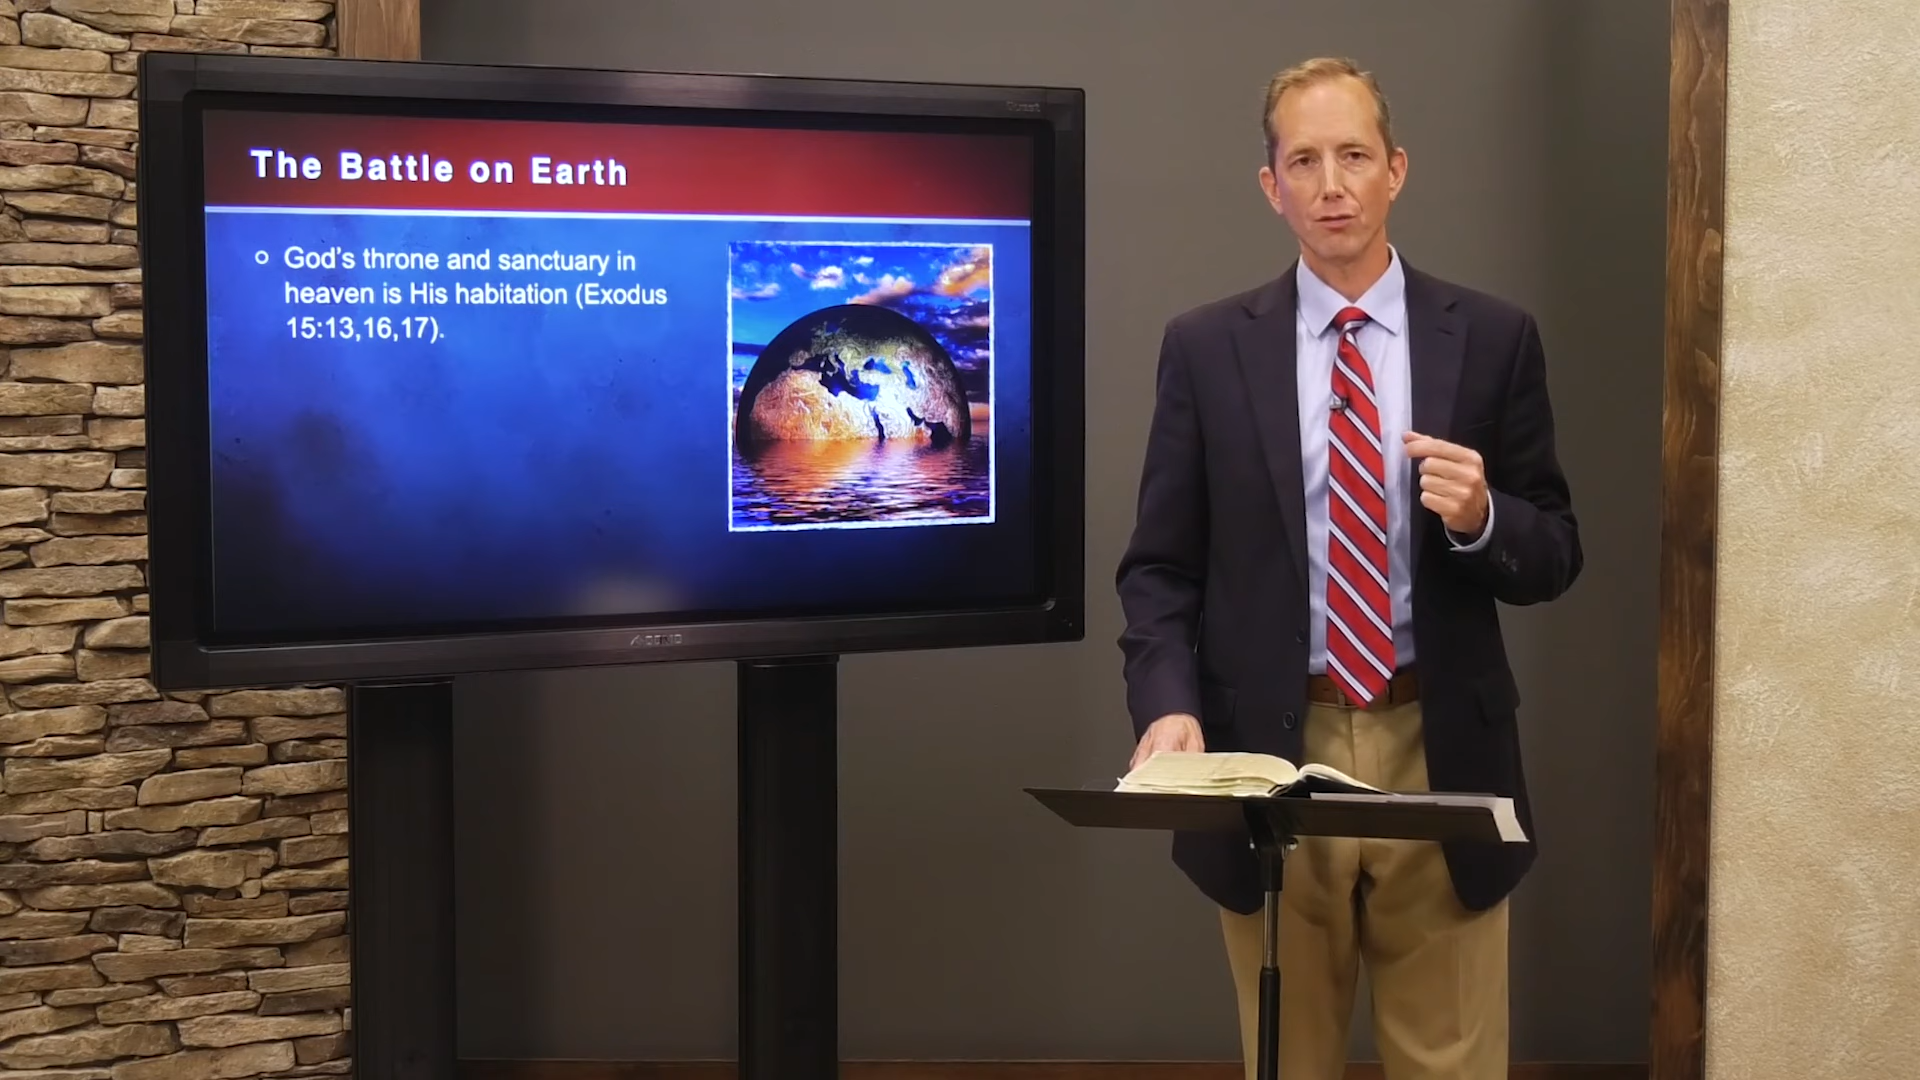 The Battle on Earth
God's throne and sanctuary in
heaven is His habitation (Exodus
15:13,16,17).